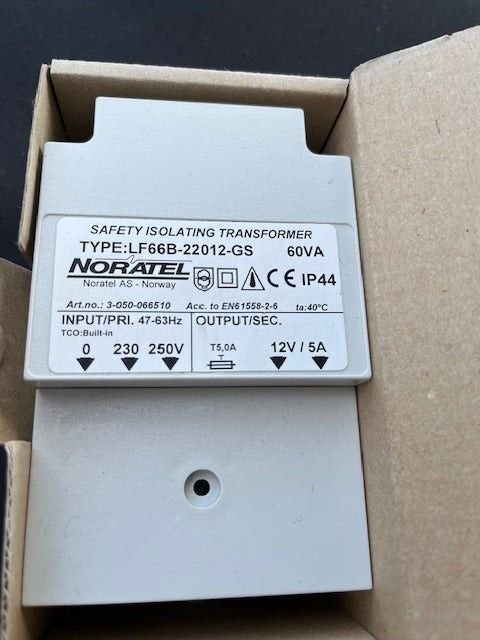 SAFETY ISOLATING TRANSFORMER
TYPE:LF66B-22012-GS 60VA
NORATEL CE IP44
Noratel AS - Norway
Art.no.: 3-050-066510 Acc. to EN61558-2-6 ta:40°C
INPUT/PRI. 47-63Hz OUTPUT/SEC.
TCO:Built-in
0 230 250V T5,0A 12V / 5A